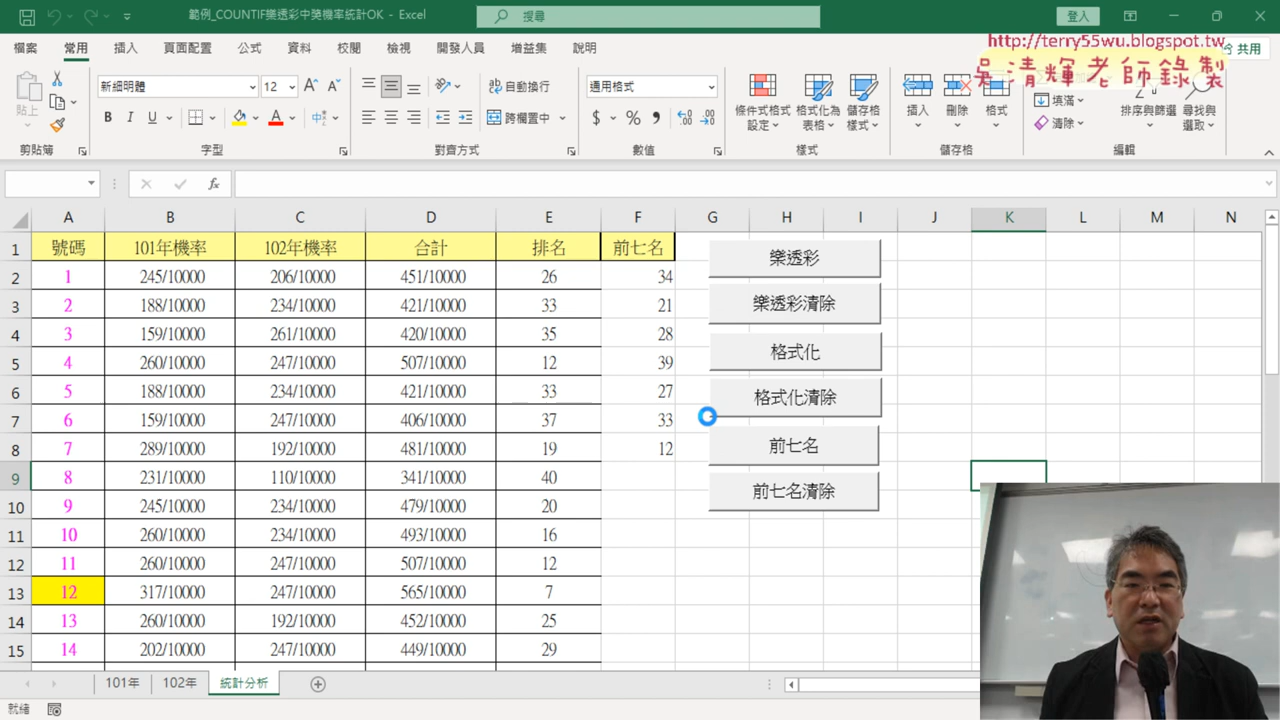 範例_COUNTIF樂透彩中獎機率統計OK - Excel
搜尋
登入
檔案 常用 插入 頁面配置 公式 資料 校閱 檢視 開發人員 增益集 說明
共用
http://terry55wu.blogspot.tw
吳清輝老師錄製
貼上
新細明體 12
B I U
自動換行
跨欄置中
通用格式
$ %
條件式格式設定
格式化為表格
儲存格樣式
插入 刪除 格式
填滿
清除
排序與篩選
尋找與選取
剪貼簿 字型 對齊方式 數值 樣式 儲存格 編輯
fx
A B C D E F G H I J K L M N
1 號碼 101年機率 102年機率 合計 排名 前七名
2 1 245/10000 206/10000 451/10000 26 34
3 2 188/10000 234/10000 421/10000 33 21
4 3 159/10000 261/10000 420/10000 35 28
5 4 260/10000 247/10000 507/10000 12 39
6 5 188/10000 234/10000 421/10000 33 27
7 6 159/10000 247/10000 406/10000 37 33
8 7 289/10000 192/10000 481/10000 19 12
9 8 231/10000 110/10000 341/10000 40
10 9 245/10000 234/10000 479/10000 20
11 10 260/10000 234/10000 493/10000 16
12 11 260/10000 247/10000 507/10000 12
13 12 317/10000 247/10000 565/10000 7
14 13 260/10000 192/10000 452/10000 25
15 14 202/10000 247/10000 449/10000 29
樂透彩
樂透彩清除
格式化
格式化清除
前七名
前七名清除
101年 102年 統計分析
就緒